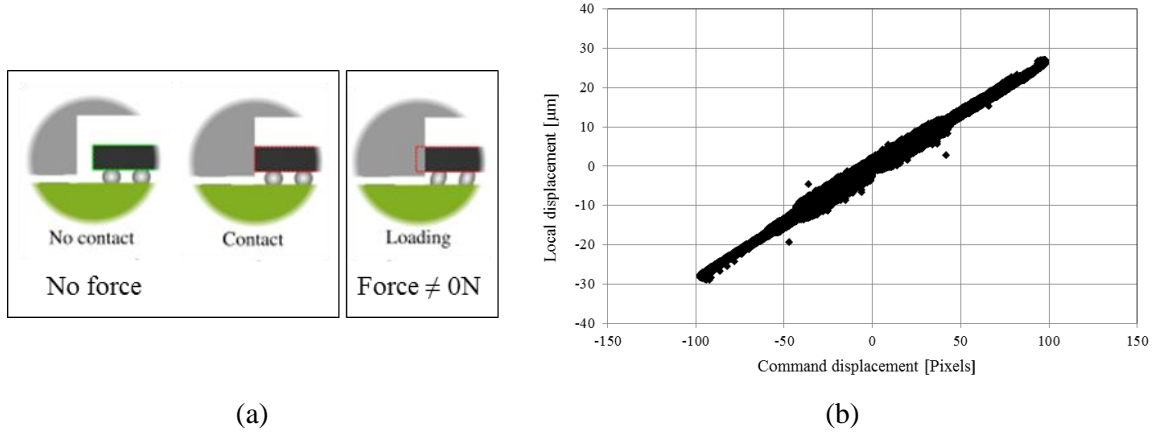 No contact
Contact
Loading
No force
Force ≠ 0N
(a)
Local displacement [µm]
40
30
20
10
0
-10
-20
-30
-40
-150
-100
-50
0
50
100
150
Command displacement [Pixels]
(b)